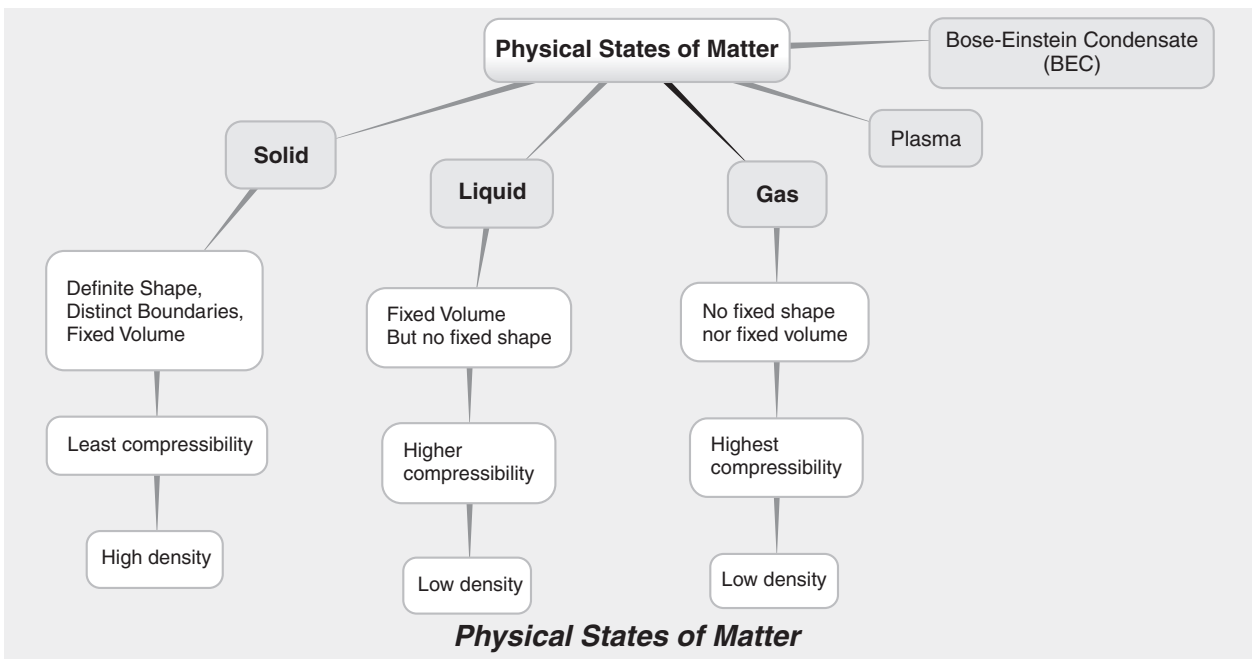 Physical States of Matter
Bose-Einstein Condensate
(BEC)
Plasma
Solid
Liquid
Gas
Definite Shape,
Distinct Boundaries,
Fixed Volume
Fixed Volume
But no fixed shape
No fixed shape
nor fixed volume
Least compressibility
Higher
compressibility
Highest
compressibility
High density
Low density
Low density
Physical States of Matter